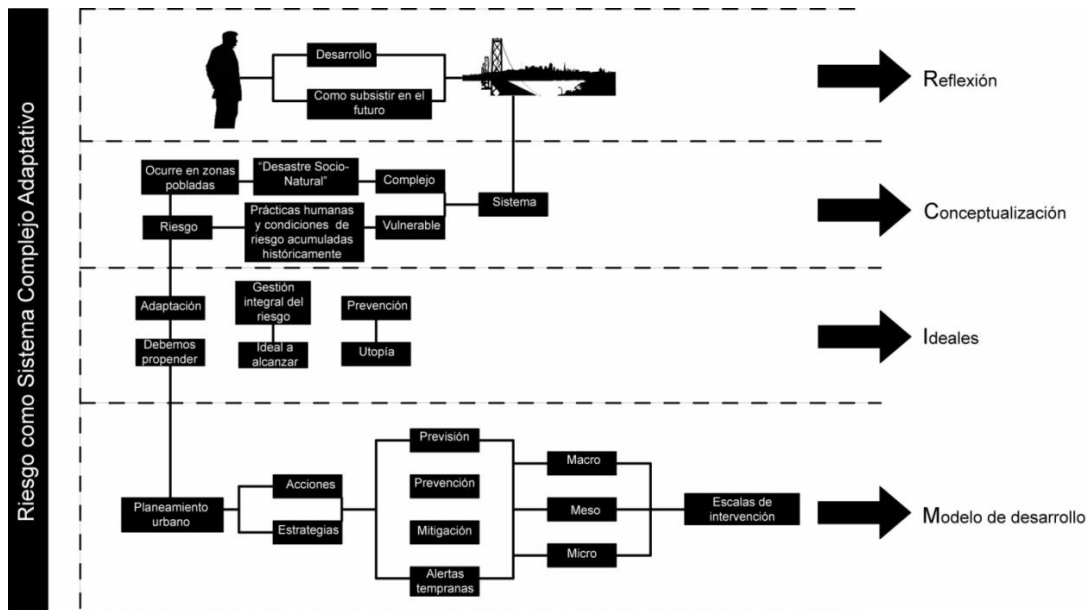 Riesgo como Sistema Complejo Adaptativo
Desarrollo
Como subsistir en el
futuro
Reflexión
Ocurre en zonas
pobladas
“Desastre Socio-
Natural”
Complejo
Sistema
Riesgo
Prácticas humanas
y condiciones de
riesgo acumuladas
históricamente
Vulnerable
Conceptualización
Adaptación
Gestión
integral del
riesgo
Prevención
Debemos
propender
Ideal a
alcanzar
Utopía
Ideales
Planeamiento
urbano
Acciones
Estrategias
Previsión
Prevención
Mitigación
Alertas
tempranas
Macro
Meso
Micro
Escalas de
intervención
Modelo de desarrollo